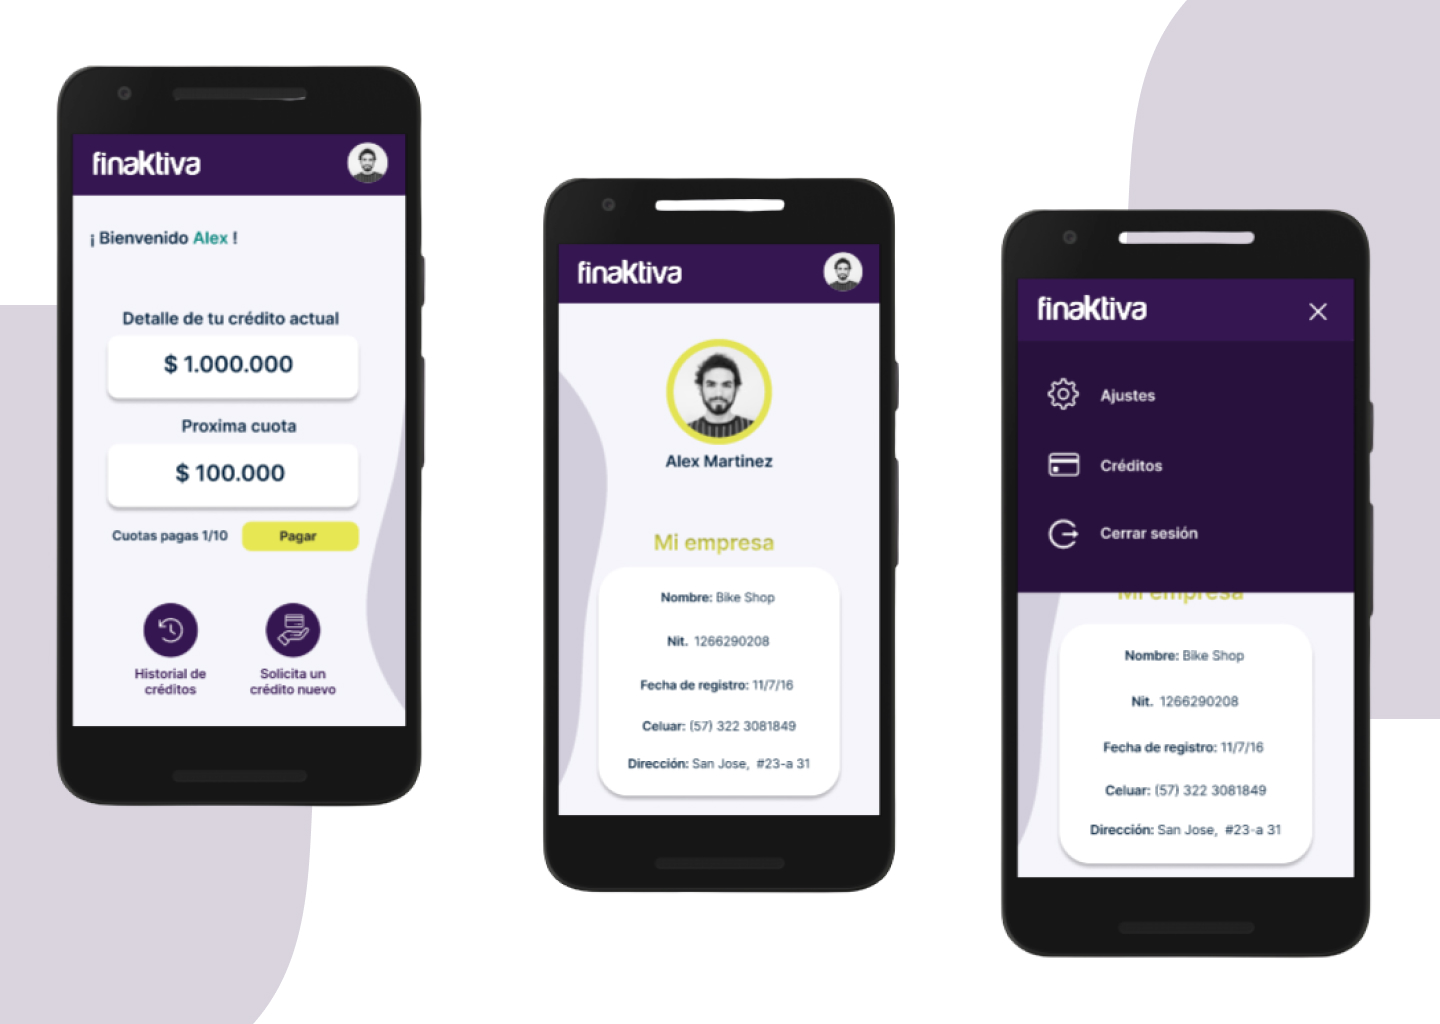 finaktiva
¡ Bienvenido Alex !
Detalle de tu crédito actual
$ 1.000.000
Proxima cuota
$ 100.000
Cuotas pagas 1/10
Pagar
Historial de
créditos
Solicita un
crédito nuevo
finaktiva
Alex Martinez
Mi empresa
Nombre: Bike Shop
Nit. 1266290208
Fecha de registro: 11/7/16
Celuar: (57) 322 3081849
Dirección: San Jose, #23-a 31
finaktiva
Ajustes
Créditos
Cerrar sesión
Mi empresa
Nombre: Bike Shop
Nit. 1266290208
Fecha de registro: 11/7/16
Celuar: (57) 322 3081849
Dirección: San Jose, #23-a 31